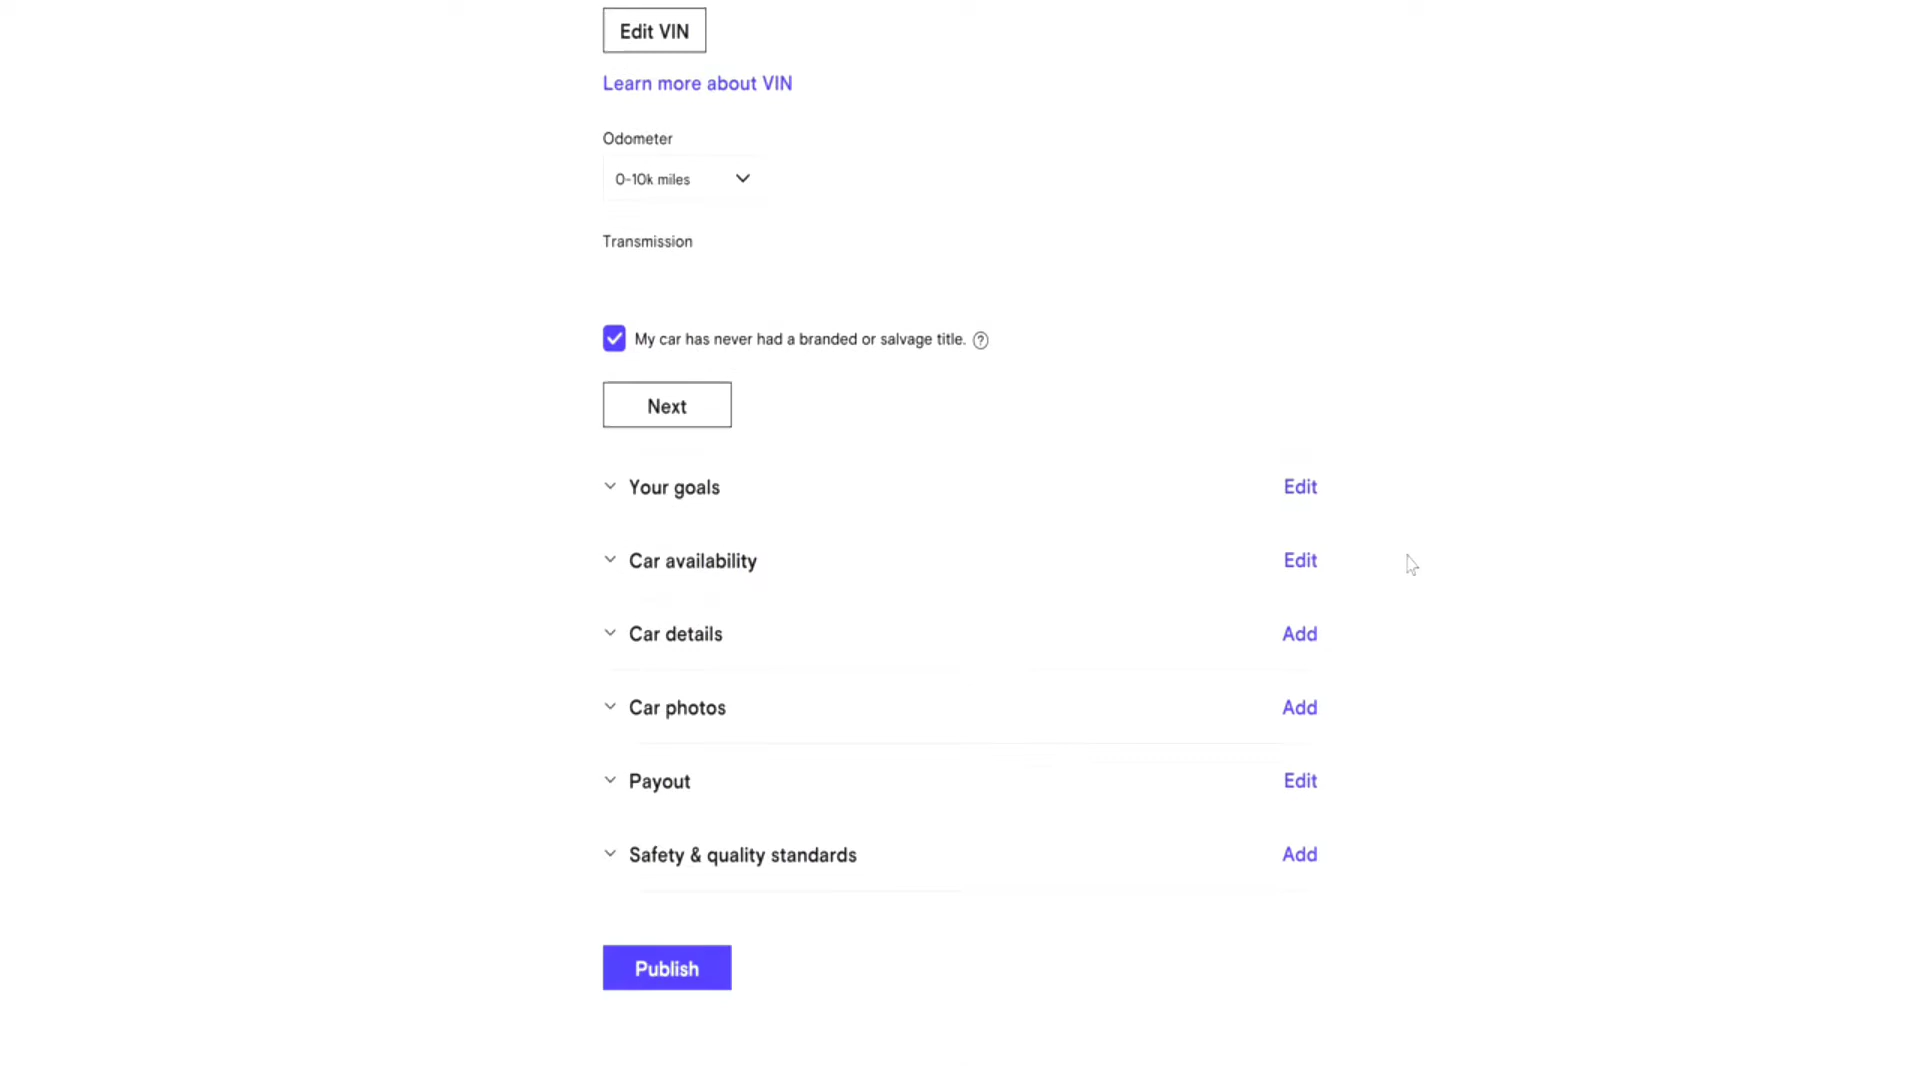 Edit VIN
Learn more about VIN
Odometer
0-10k miles
Transmission
My car has never had a branded or salvage title. ?
Next
Your goals Edit
Car availability Edit
Car details Add
Car photos Add
Payout Edit
Safety & quality standards Add
Publish